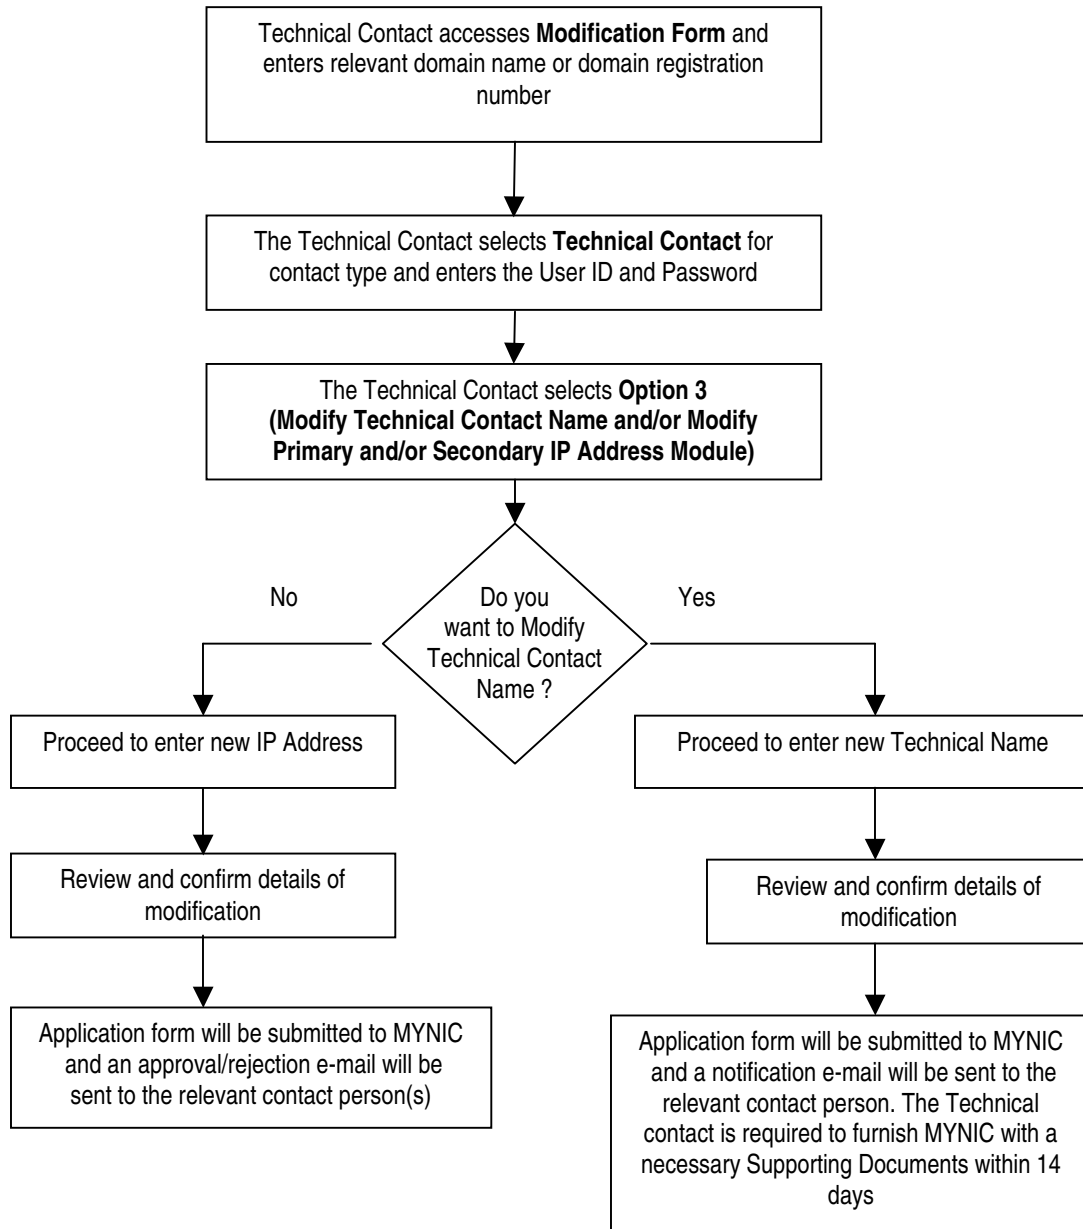 Technical Contact accesses Modification Form and
enters relevant domain name or domain registration
number
The Technical Contact selects Technical Contact for
contact type and enters the User ID and Password
The Technical Contact selects Option 3
(Modify Technical Contact Name and/or Modify
Primary and/or Secondary IP Address Module)
No
Do you
want to Modify
Technical Contact
Name ?
Yes
Proceed to enter new IP Address
Review and confirm details of
modification
Application form will be submitted to MYNIC
and an approval/rejection e-mail will be
sent to the relevant contact person(s)
Proceed to enter new Technical Name
Review and confirm details of
modification
Application form will be submitted to MYNIC
and a notification e-mail will be sent to the
relevant contact person. The Technical
contact is required to furnish MYNIC with a
necessary Supporting Documents within 14
days